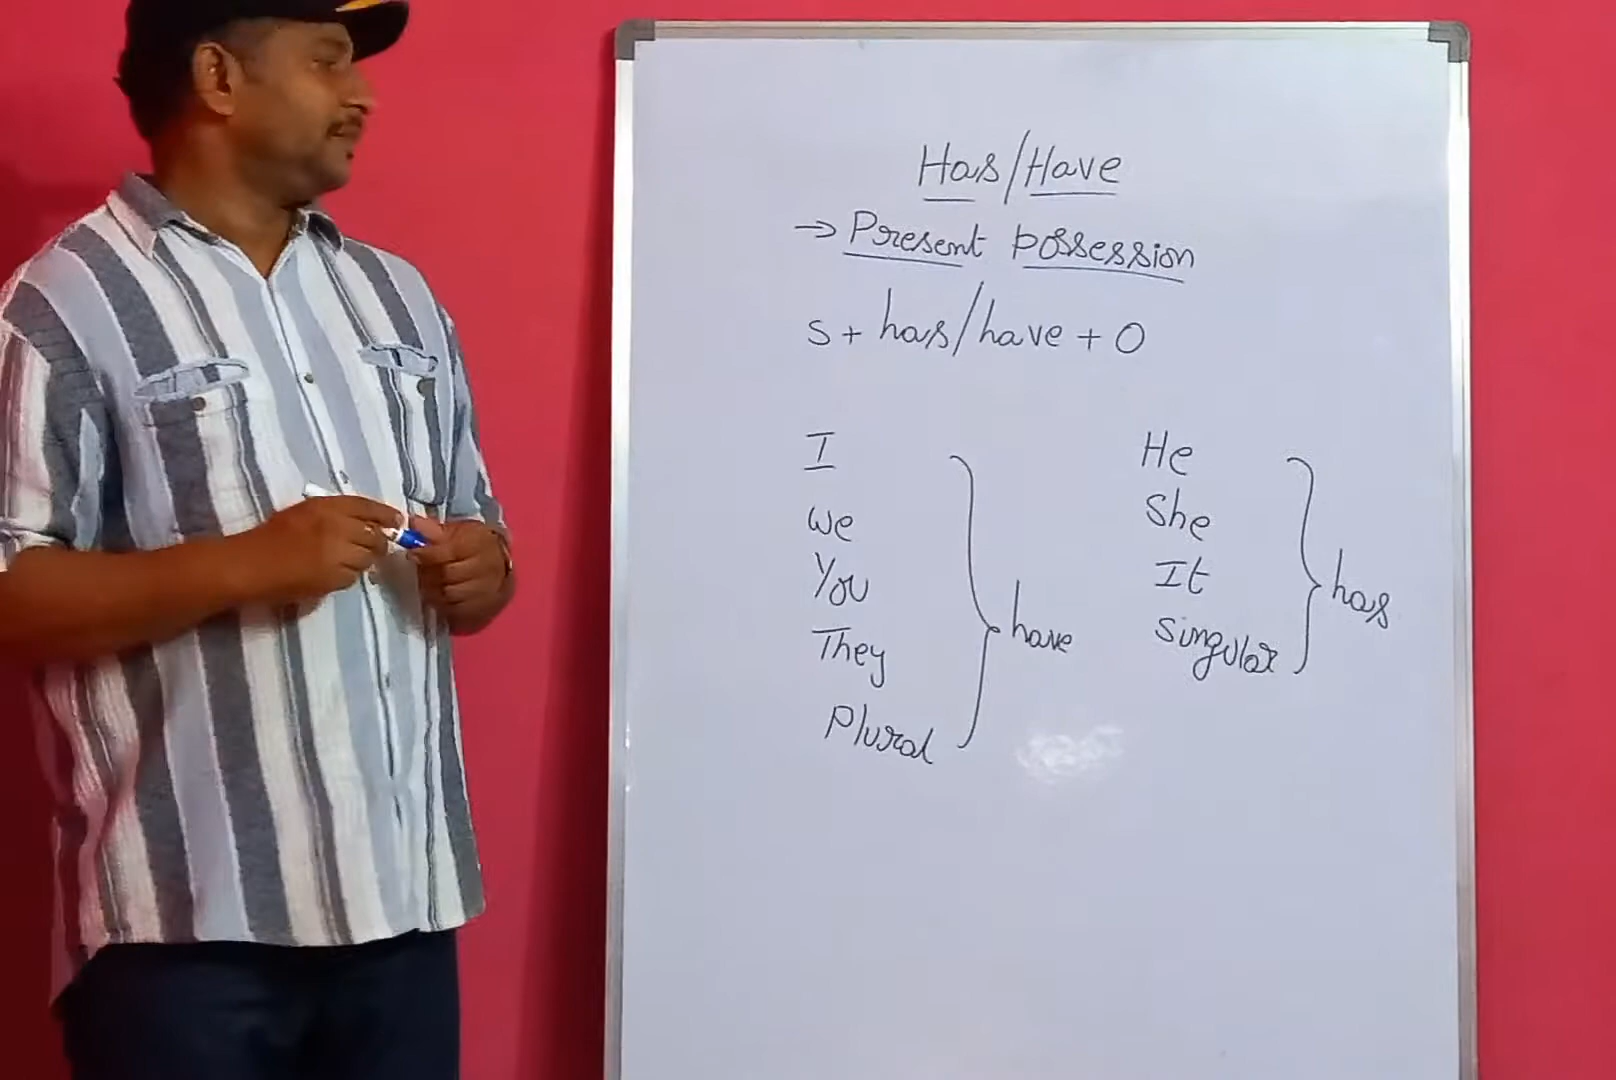 Has/Have
→ Present possession
S + has/have + O
I
We
You
They
Plural
have
He
She
It
Singular
has